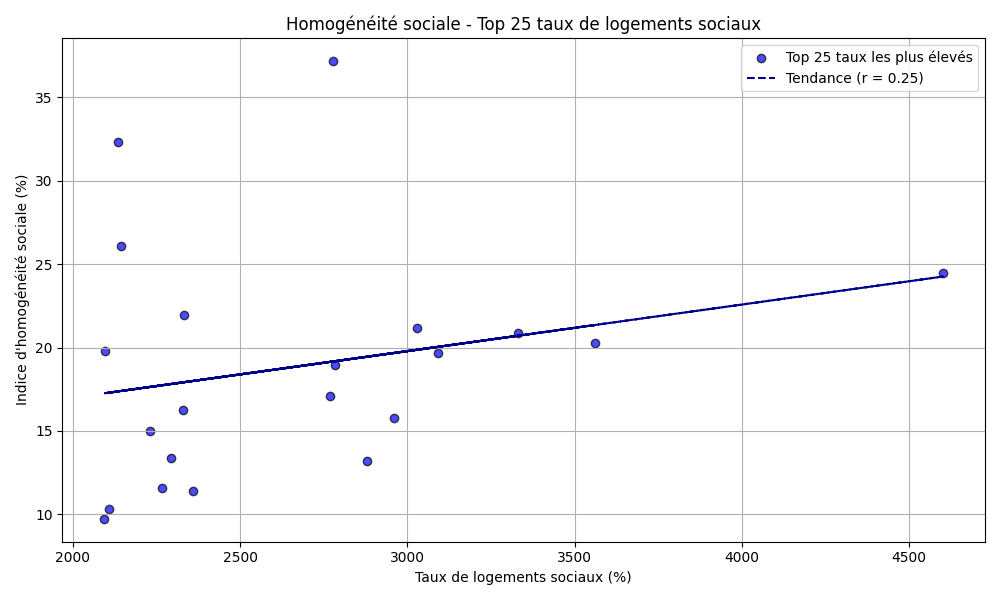 Homogénéité sociale - Top 25 taux de logements sociaux
Top 25 taux les plus élevés
Tendance (r = 0.25)
Indice d'homogénéité sociale (%)
35
30
25
20
15
10
2000
2500
3000
3500
4000
4500
Taux de logements sociaux (%)